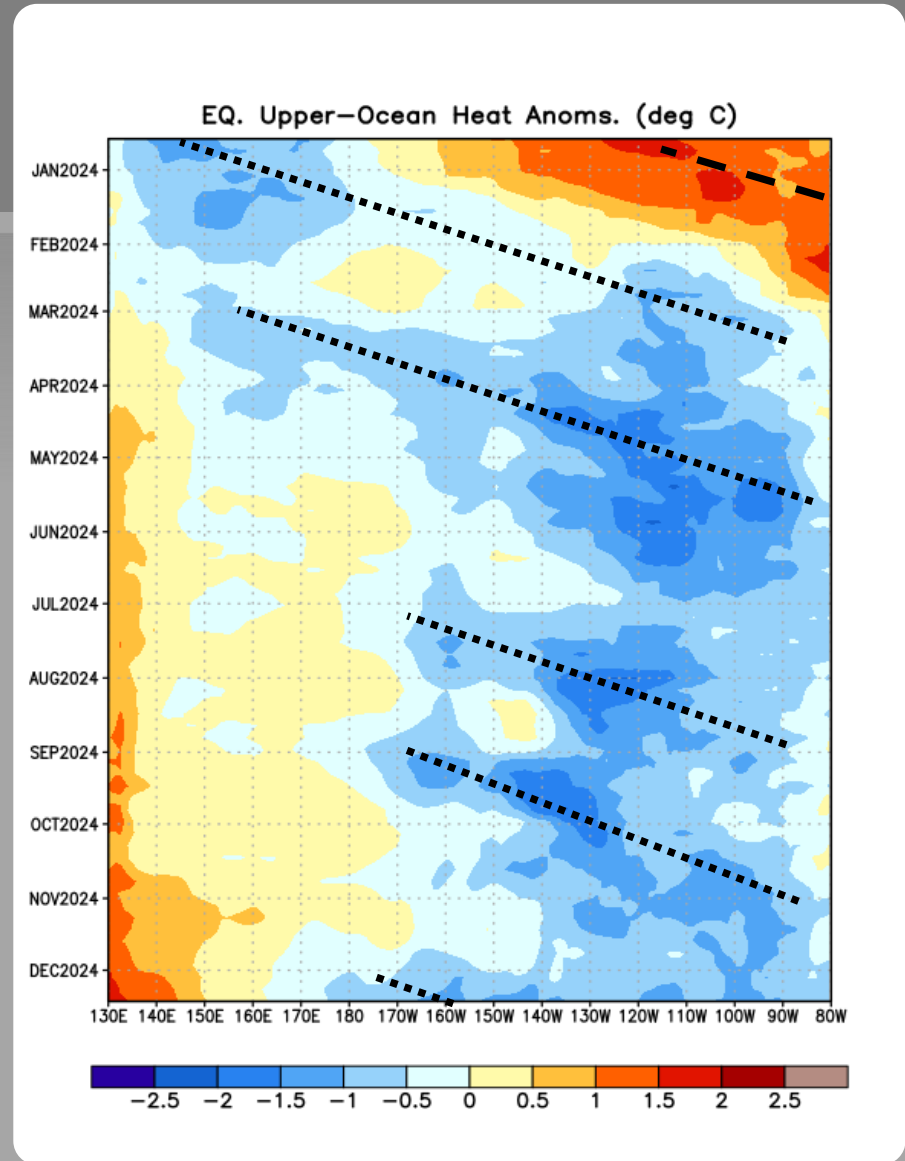 EQ. Upper-Ocean Heat Anoms. (deg C)
JAN2024
FEB2024
MAR2024
APR2024
MAY2024
JUN2024
JUL2024
AUG2024
SEP2024
OCT2024
NOV2024
DEC2024
130E 140E 150E 160E 170E 180 170W 160W 150W 140W 130W 120W 110W 100W 90W 80W
-2.5 -2 -1.5 -1 -0.5 0 0.5 1 1.5 2 2.5